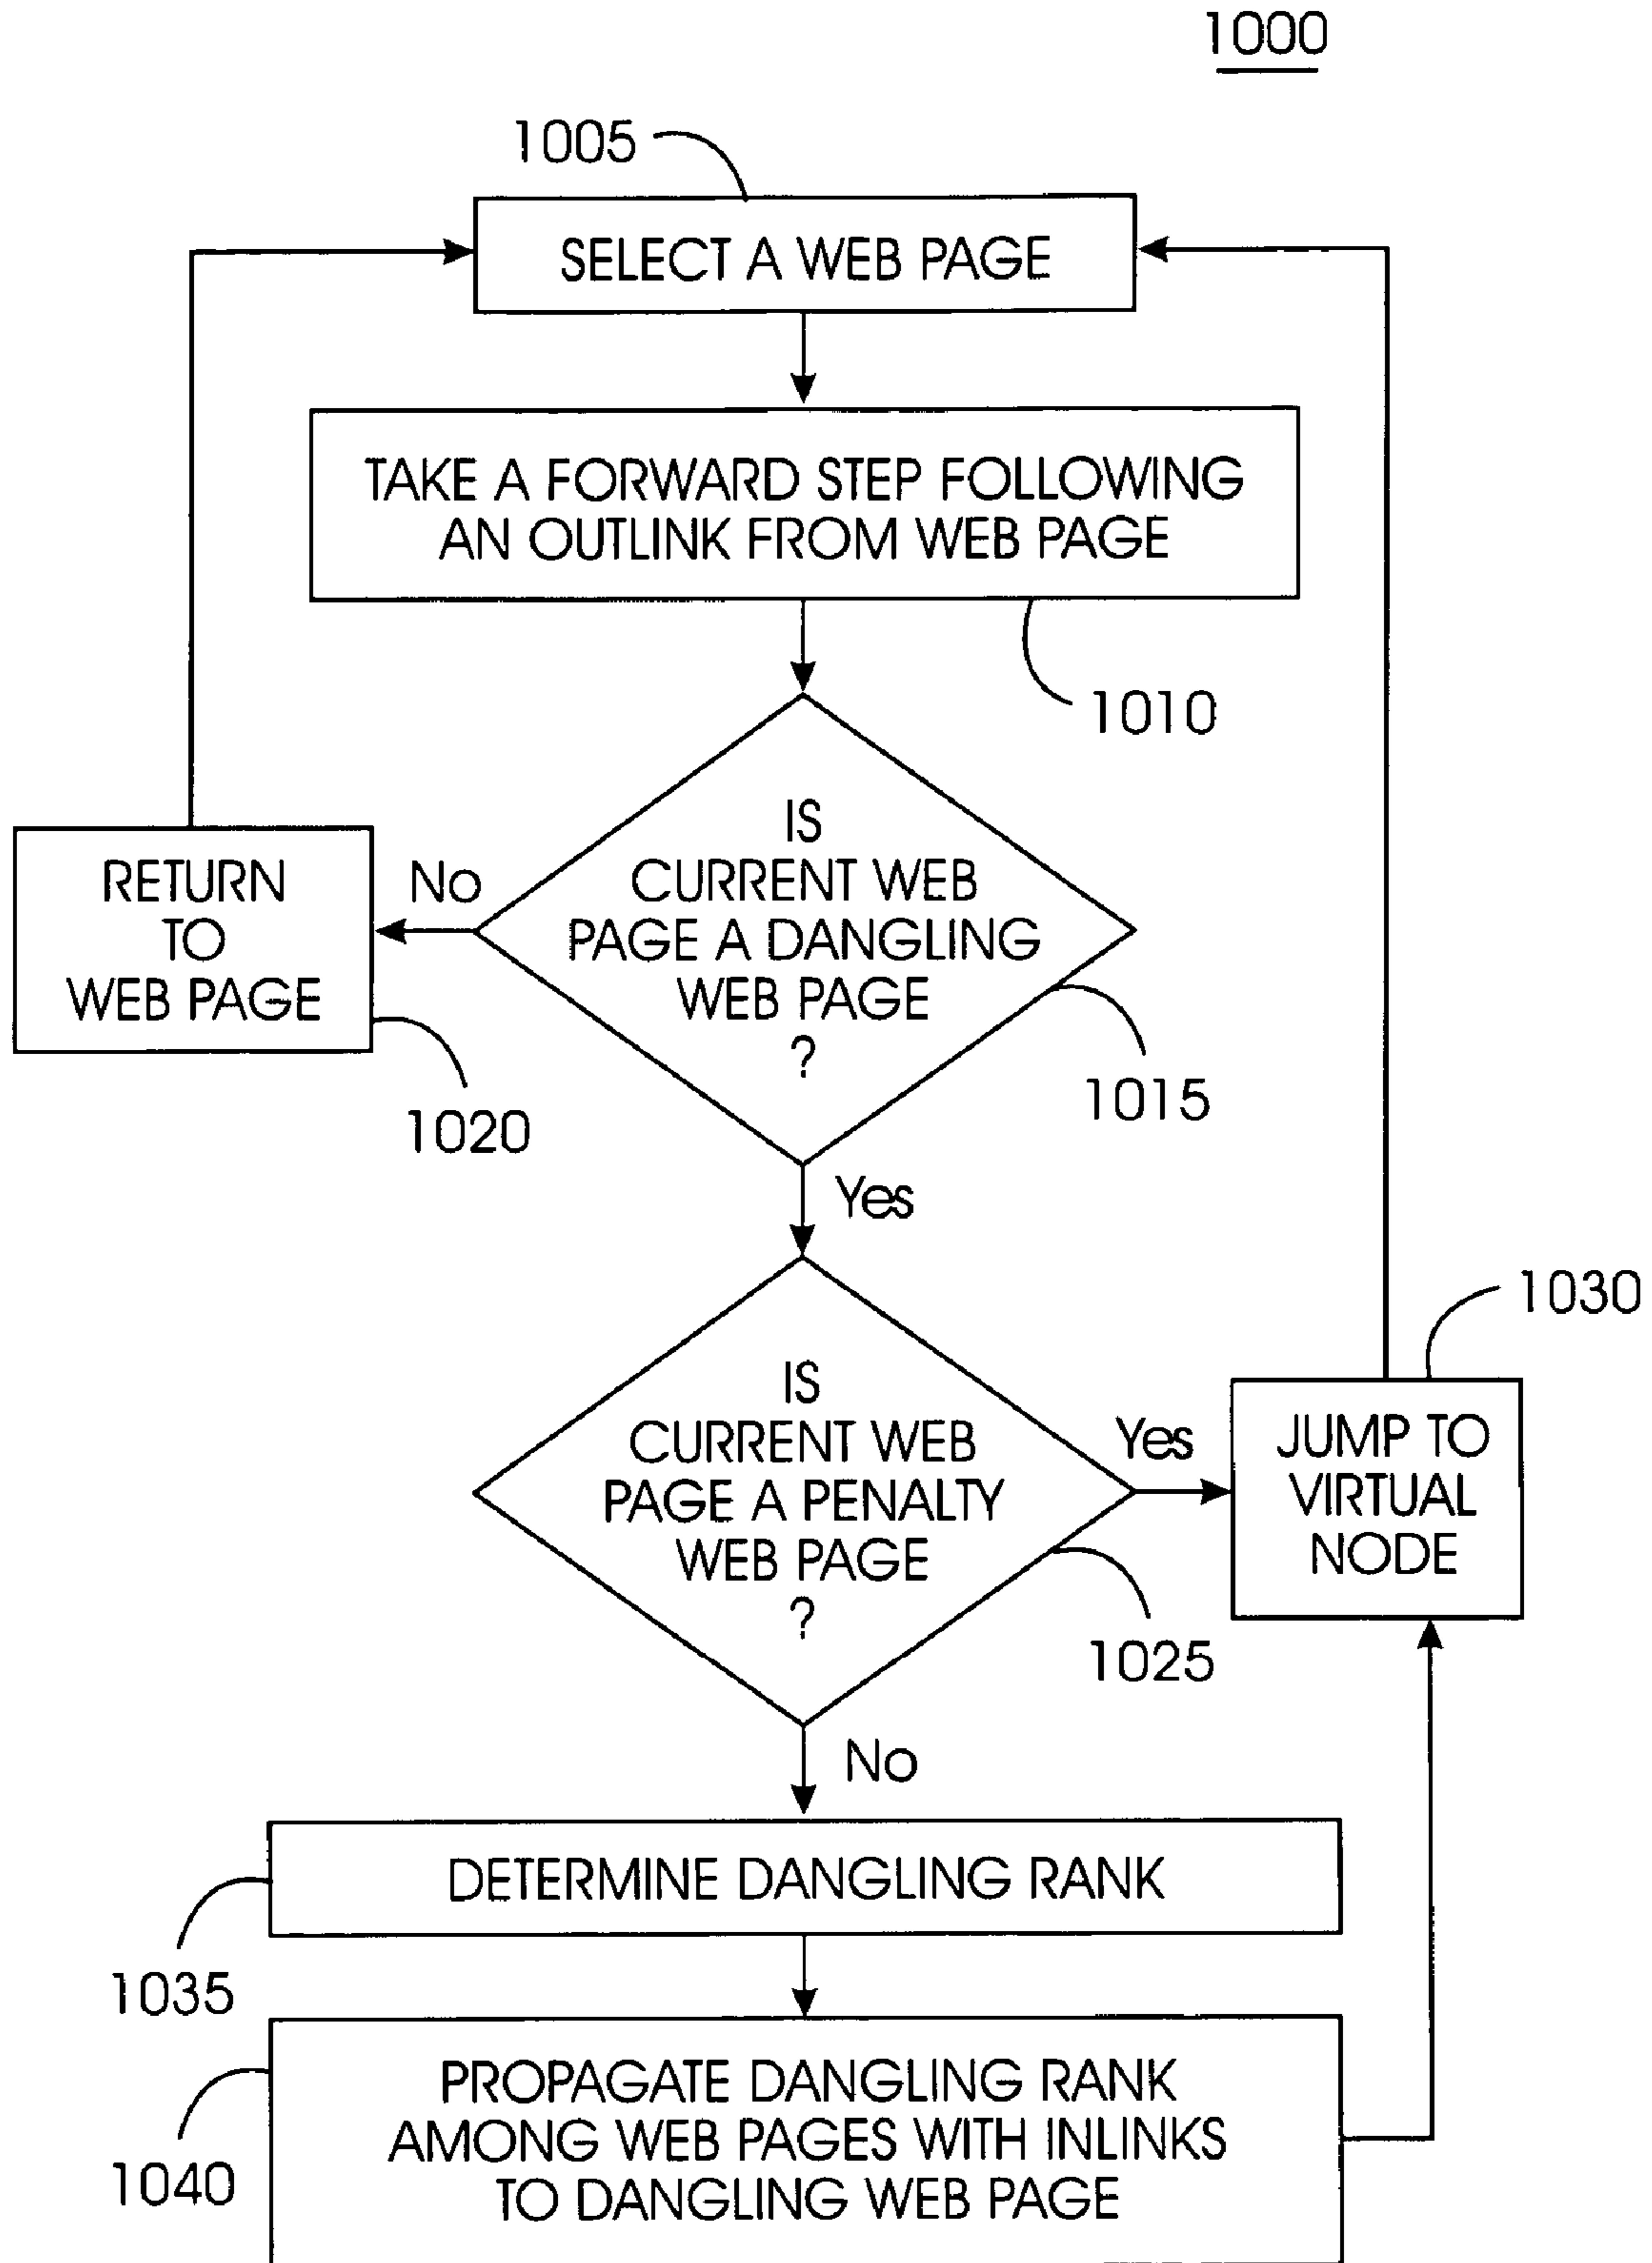 1000
1005
SELECT A WEB PAGE
TAKE A FORWARD STEP FOLLOWING
AN OUTLINK FROM WEB PAGE
1010
IS
CURRENT WEB
PAGE A DANGLING
WEB PAGE
?
1015
No
RETURN
TO
WEB PAGE
1020
Yes
IS
CURRENT WEB
PAGE A PENALTY
WEB PAGE
?
1025
Yes
1030
JUMP TO
VIRTUAL
NODE
No
DETERMINE DANGLING RANK
1035
PROPAGATE DANGLING RANK
AMONG WEB PAGES WITH INLINKS
TO DANGLING WEB PAGE
1040